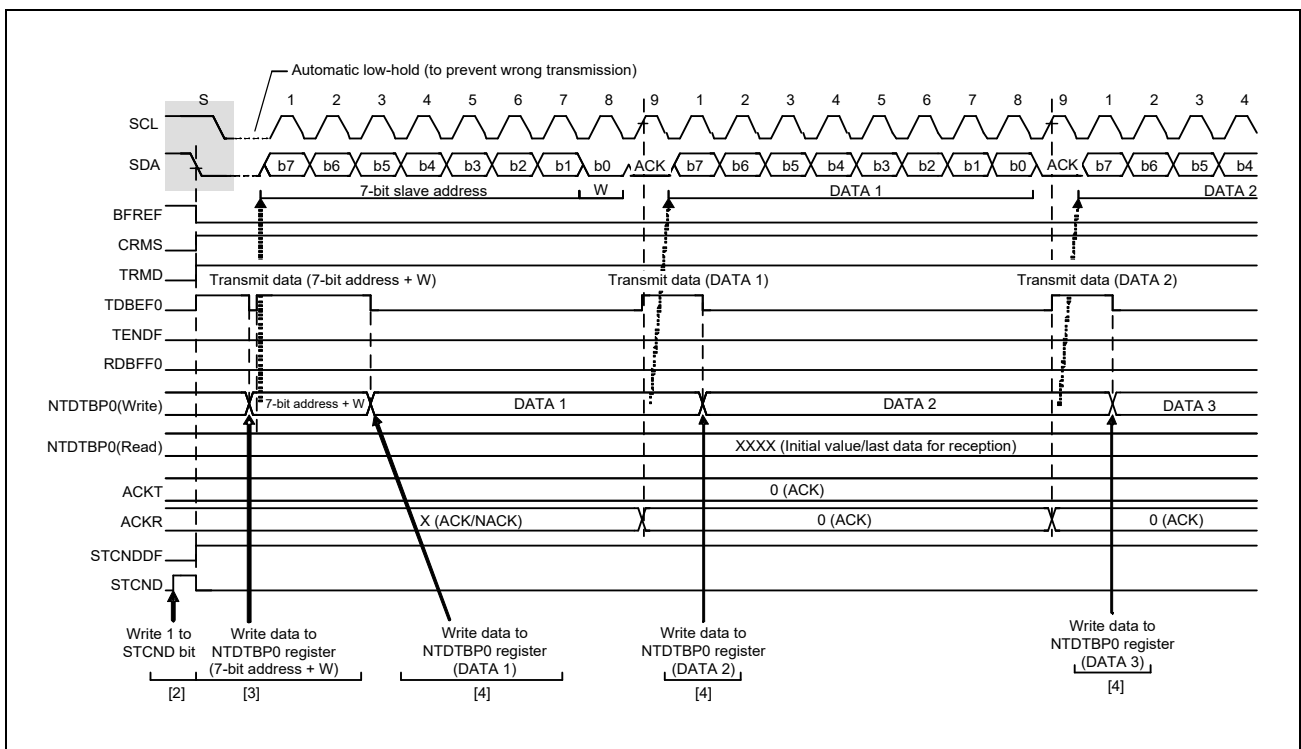 Automatic low-hold (to prevent wrong transmission)
S 1 2 3 4 5 6 7 8 9 1 2 3 4 5 6 7 8 9 1 2 3 4
SCL
SDA b7 b6 b5 b4 b3 b2 b1 b0 ACK b7 b6 b5 b4 b3 b2 b1 b0 ACK b7 b6 b5 b4
7-bit slave address W DATA 1 DATA 2
BFREF
CRMS
TRMD
Transmit data (7-bit address + W) Transmit data (DATA 1) Transmit data (DATA 2)
TDBEF0
TENDF
RDBFF0
NTDTBP0(Write) 7-bit address + W DATA 1 DATA 2 DATA 3
NTDTBP0(Read) XXXX (Initial value/last data for reception)
ACKT 0 (ACK)
ACKR X (ACK/NACK) 0 (ACK) 0 (ACK)
STCNDDF
STCND
Write 1 to
STCND bit
[2]
Write data to
NTDTBP0 register
(7-bit address + W)
[3]
Write data to
NTDTBP0 register
(DATA 1)
[4]
Write data to
NTDTBP0 register
(DATA 2)
[4]
Write data to
NTDTBP0 register
(DATA 3)
[4]